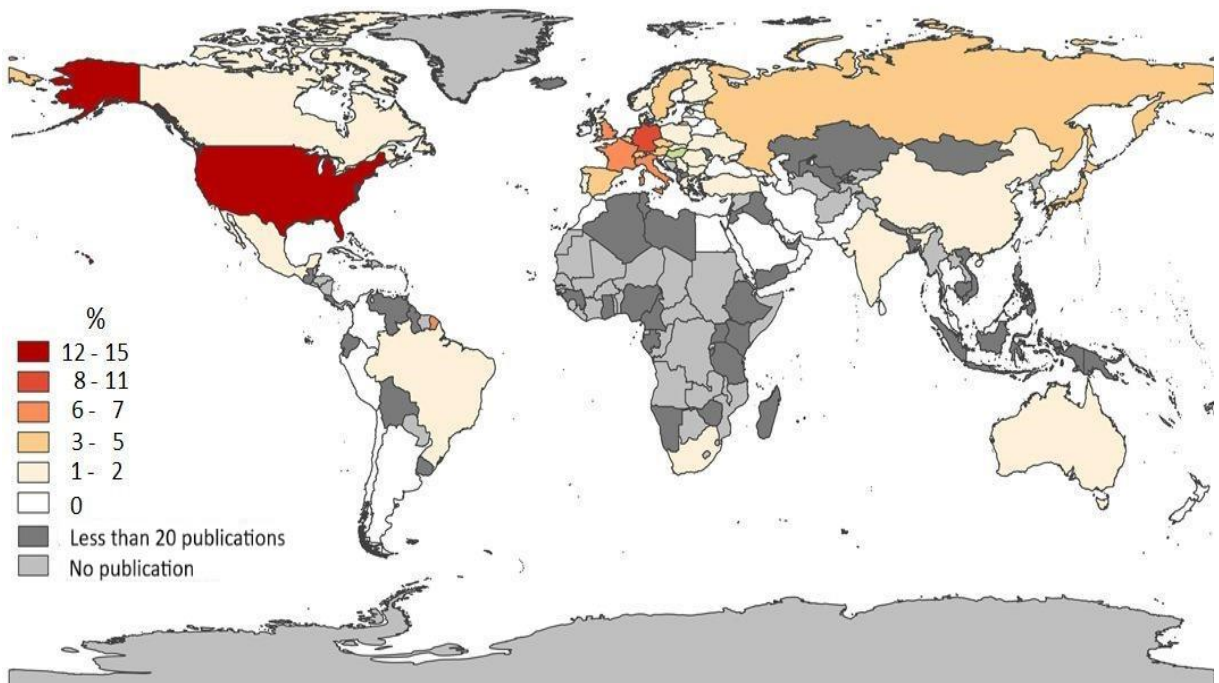 %
12 - 15
8 - 11
6 - 7
3 - 5
1 - 2
0
Less than 20 publications
No publication